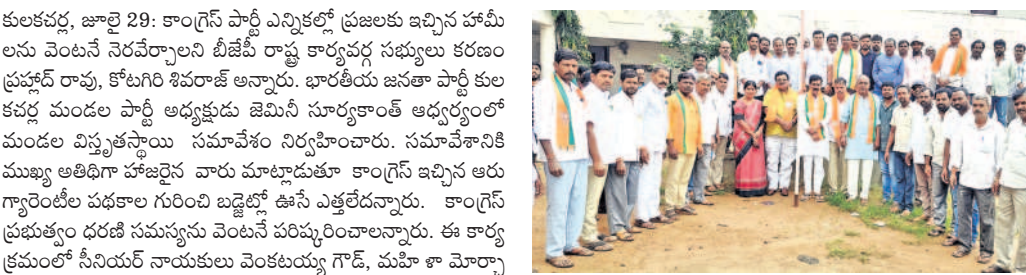 కులకచర్ల, జూలై 29: కాంగ్రెస్ పార్టీ ఎన్నికల్లో ప్రజలకు ఇచ్చిన హామీ
లను వెంటనే నెరవేర్చాలని బీజేపీ రాష్ట్ర కార్యవర్గ సభ్యులు కరణం
ప్రహ్లాద్ రావు, కోటగిరి శివరాజ్ అన్నారు. భారతీయ జనతా పార్టీ కుల
కచర్ల మండల పార్టీ అధ్యక్షుడు జెమినీ సూర్యకాంత్ ఆధ్వర్యంలో
మండల విస్తృతస్థాయి సమావేశం నిర్వహించారు. సమావేశానికి
ముఖ్య అతిథిగా హాజరైన వారు మాట్లాడుతూ కాంగ్రెస్ ఇచ్చిన ఆరు
గ్యారెంటీల పథకాల గురించి బడ్జెట్లో ఊసే ఎత్తలేదన్నారు. కాంగ్రెస్
ప్రభుత్వం ధరణి సమస్యను వెంటనే పరిష్కరించాలన్నారు. ఈ కార్య
క్రమంలో సీనియర్ నాయకులు వెంకటయ్య గౌడ్, మహి ళా మోర్చా